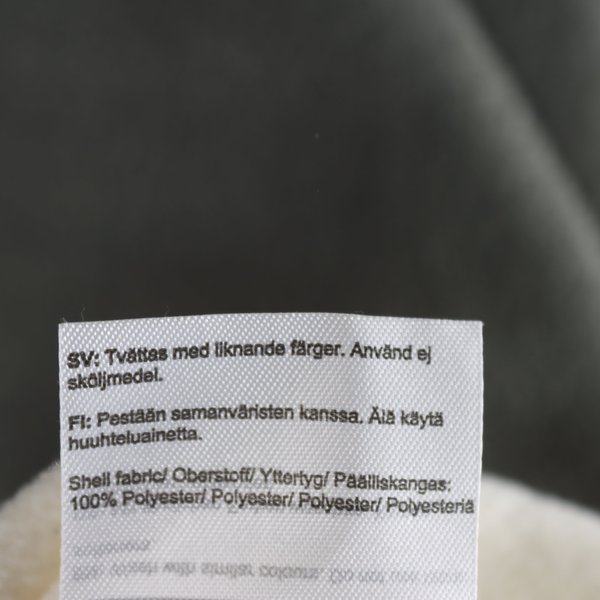 SV: Tvättas med liknande färger. Använd ej
sköljmedel.
FI: Pestään samanväristen kanssa. Älä käytä
huuhteluainetta.
Shell fabric/ Oberstoff/ Yttertyg/ Päälliskangas:
100% Polyester/ Polyester/ Polyester/ Polyesteriä